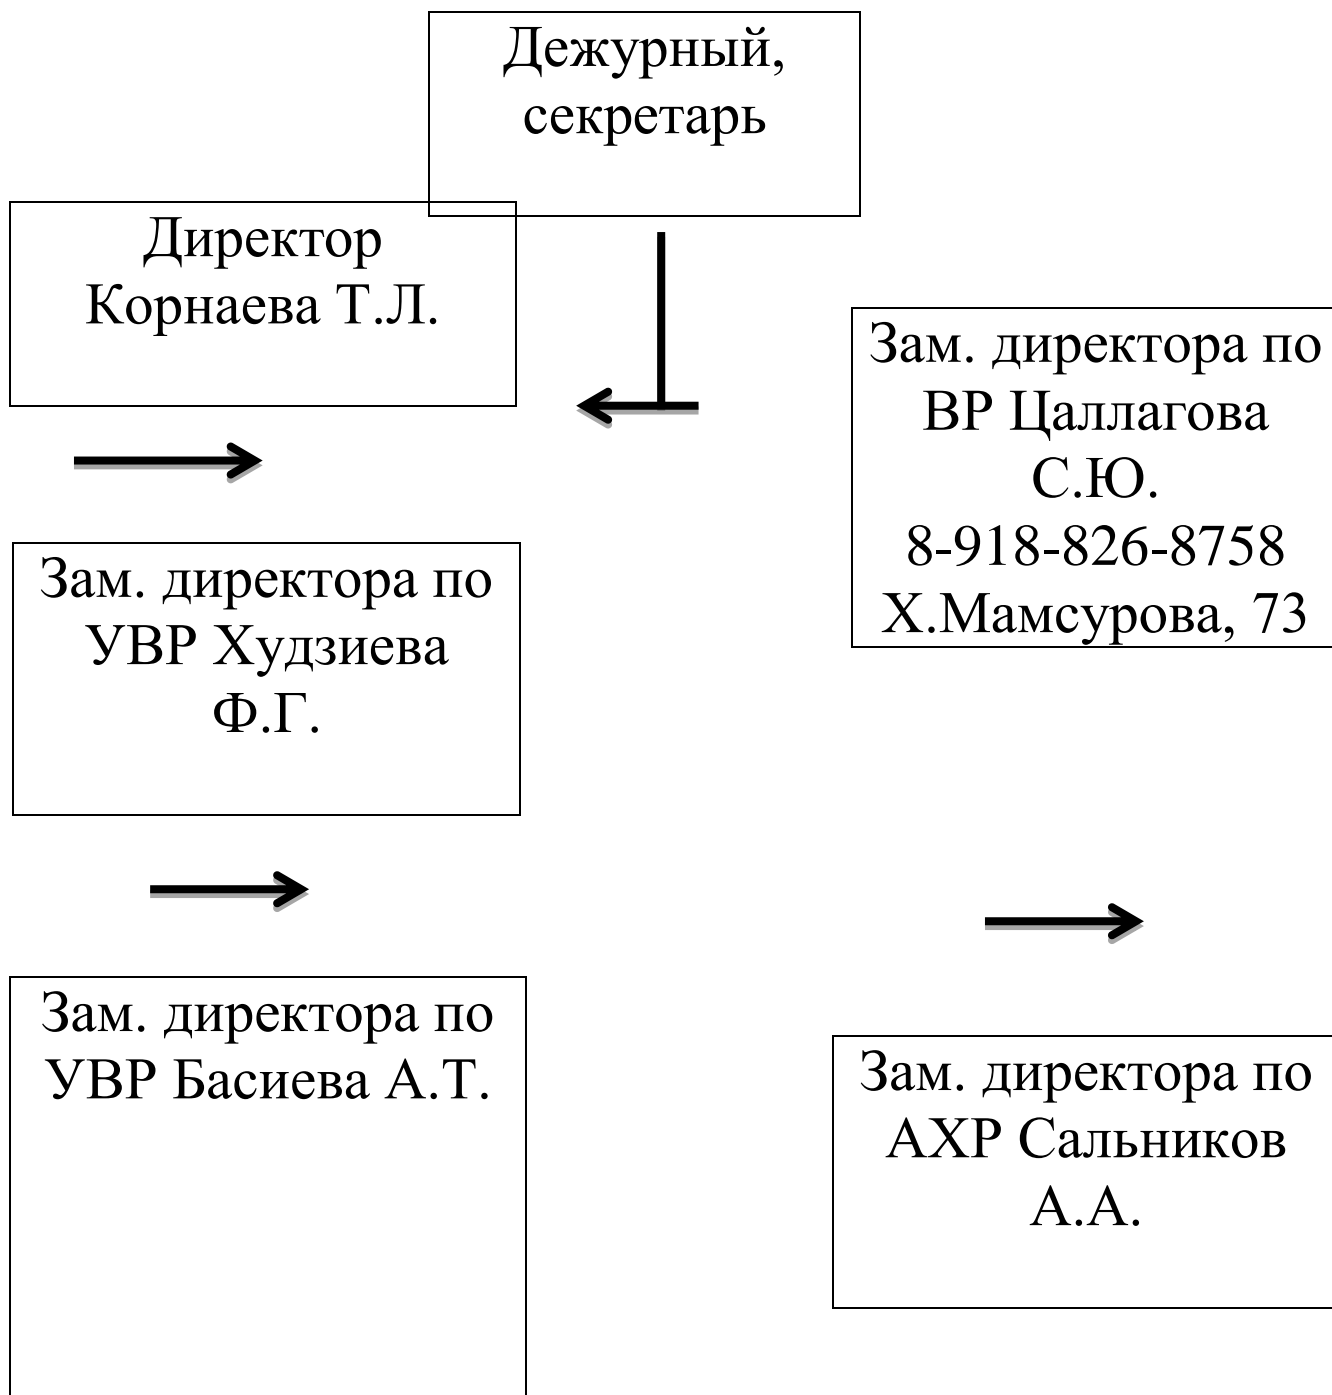 Дежурный,
секретарь
Директор
Корнаева Т.Л.
Зам. директора по
ВР Цаллагова
С.Ю.
8-918-826-8758
Х.Мамсурова, 73
Зам. директора по
УВР Худзиева
Ф.Г.
Зам. директора по
УВР Басиева А.Т.
Зам. директора по
АХР Сальников
А.А.